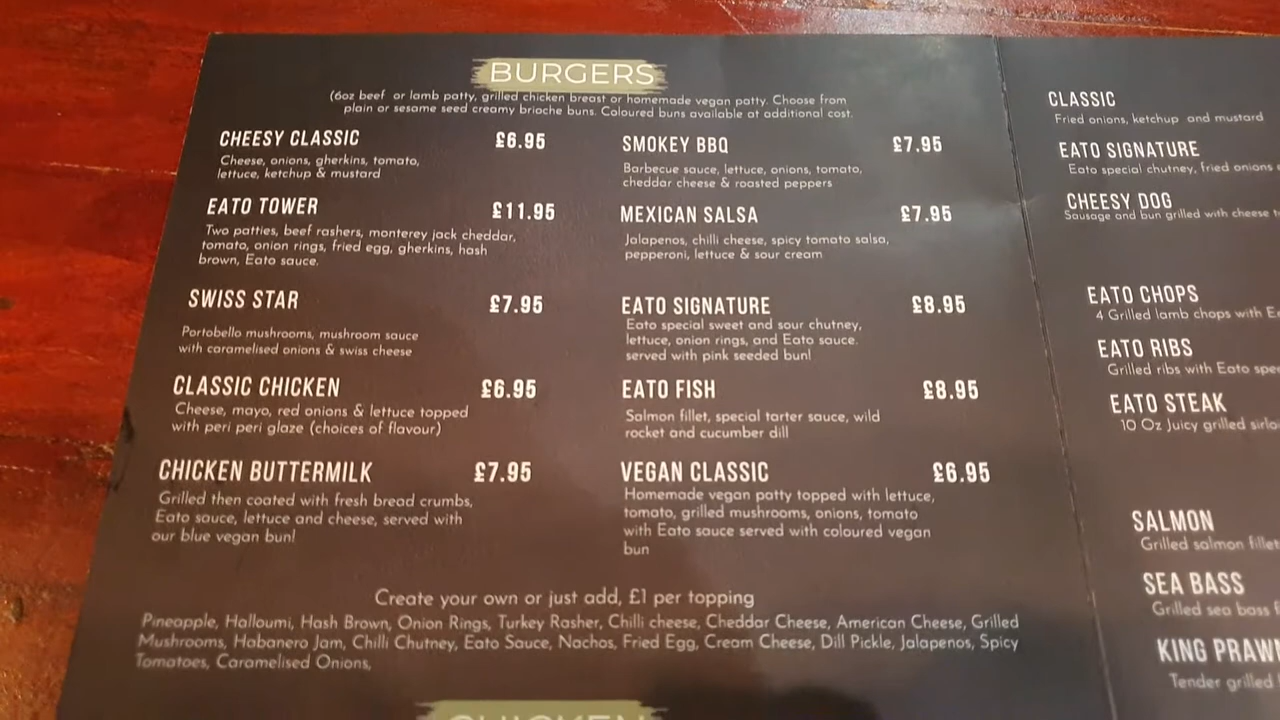 BURGERS
(6oz beef or lamb patty, grilled chicken breast or homemade vegan patty. Choose from
plain or sesame seed creamy brioche buns. Coloured buns available at additional cost.
CHEESY CLASSIC £6.95
Cheese, onions, gherkins, tomato,
lettuce, ketchup & mustard
EATO TOWER £11.95
Two patties, beef rashers, monterey jack cheddar,
tomato, onion rings, fried egg, gherkins, hash
brown, Eato sauce.
SWISS STAR £7.95
Portobello mushrooms, mushroom sauce
with caramelised onions & swiss cheese
CLASSIC CHICKEN £6.95
Cheese, mayo, red onions & lettuce topped
with peri peri glaze (choices of flavour)
CHICKEN BUTTERMILK £7.95
Grilled then coated with fresh bread crumbs,
Eato sauce, lettuce and cheese, served with
our blue vegan bun!
SMOKEY BBQ £7.95
Barbecue sauce, lettuce, onions, tomato,
cheddar cheese & roasted peppers
MEXICAN SALSA £7.95
Jalapenos, chilli cheese, spicy tomato salsa,
pepperoni, lettuce & sour cream
EATO SIGNATURE £8.95
Eato special sweet and sour chutney,
lettuce, onion rings, and Eato sauce.
served with pink seeded bun!
EATO FISH £8.95
Salmon fillet, special tarter sauce, wild
rocket and cucumber dill
VEGAN CLASSIC £6.95
Homemade vegan patty topped with lettuce,
tomato, grilled mushrooms, onions, tomato
with Eato sauce served with coloured vegan
bun
Create your own or just add, £1 per topping
Pineapple, Halloumi, Hash Brown, Onion Rings, Turkey Rasher, Chilli cheese, Cheddar Cheese, American Cheese, Grilled
Mushrooms, Habanero Jam, Chilli Chutney, Eato Sauce, Nachos, Fried Egg, Cream Cheese, Dill Pickle, Jalapenos, Spicy
Tomatoes, Caramelised Onions,
CHICKEN
CLASSIC
Fried onions, ketchup and mustard
EATO SIGNATURE
Eato special chutney, fried onions
CHEESY DOG
Sausage and bun grilled with cheese
EATO CHOPS
4 Grilled lamb chops with
EATO RIBS
Grilled ribs with Eato
EATO STEAK
10 Oz Juicy grilled
SALMON
Grilled salmon fillet
SEA BASS
Grilled sea bass
KING
Tender grilled